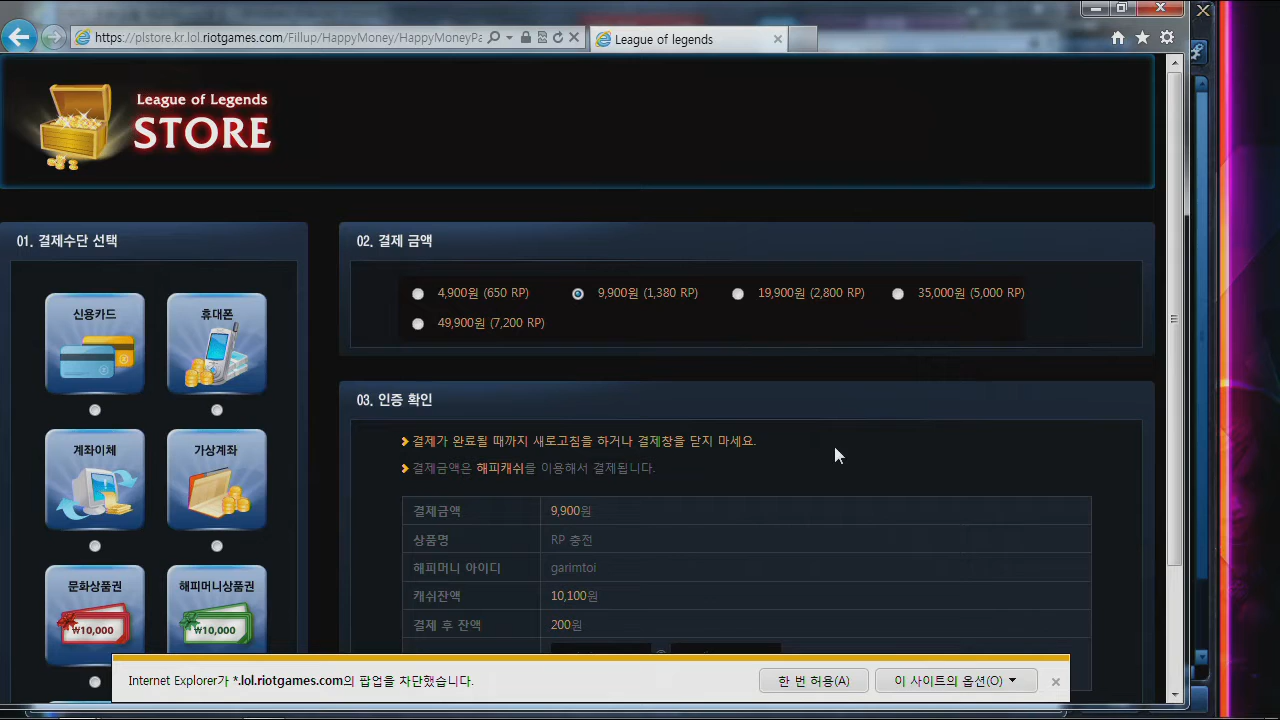 https://plstore.kr.lol.riotgames.com/Fillup/HappyMoney/HappyMoneyPa
League of legends
League of Legends
STORE
01. 결제수단 선택
신용카드
휴대폰
계좌이체
가상계좌
문화상품권
₩10,000
해피머니상품권
₩10,000
02. 결제 금액
4,900원 (650 RP)
9,900원 (1,380 RP)
19,900원 (2,800 RP)
35,000원 (5,000 RP)
49,900원 (7,200 RP)
03. 인증 확인
결제가 완료될 때까지 새로고침을 하거나 결제창을 닫지 마세요.
결제금액은 해피캐쉬를 이용해서 결제됩니다.
결제금액 9,900원
상품명 RP 충전
해피머니 아이디 garimtoi
캐쉬잔액 10,100원
결제 후 잔액 200원
Internet Explorer가 *.lol.riotgames.com의 팝업을 차단했습니다.
한 번 허용(A)
이 사이트의 옵션(O)